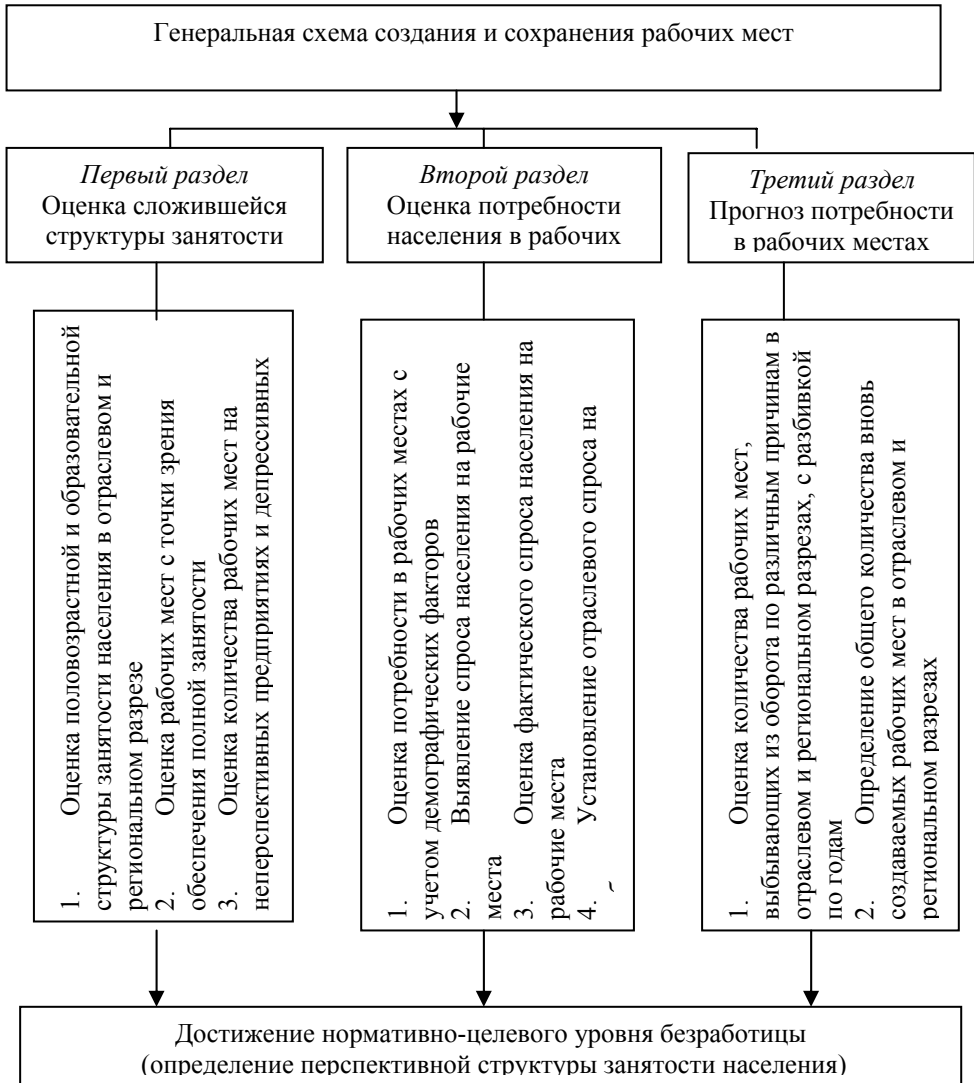 Генеральная схема создания и сохранения рабочих мест
Первый раздел
Оценка сложившейся
структуры занятости
Второй раздел
Оценка потребности
населения в рабочих
Третий раздел
Прогноз потребности
в рабочих местах
1. Оценка половозрастной и образовательной
структуры занятости населения в отраслевом и
региональном разрезе
2. Оценка рабочих мест с точки зрения
обеспечения полной занятости
3. Оценка количества рабочих мест на
неперспективных предприятиях и депрессивных
1. Оценка потребности в рабочих местах с
учетом демографических факторов
2. Выявление спроса населения на рабочие
места
3. Оценка фактического спроса населения на
рабочие места
4. Установление отраслевого спроса на
1. Оценка количества рабочих мест,
выбывающих из оборота по различным причинам в
отраслевом и региональном разрезах, с разбивкой
по годам
2. Определение общего количества вновь
создаваемых рабочих мест в отраслевом и
региональном разрезах
Достижение нормативно-целевого уровня безработицы
(определение перспективной структуры занятости населения)